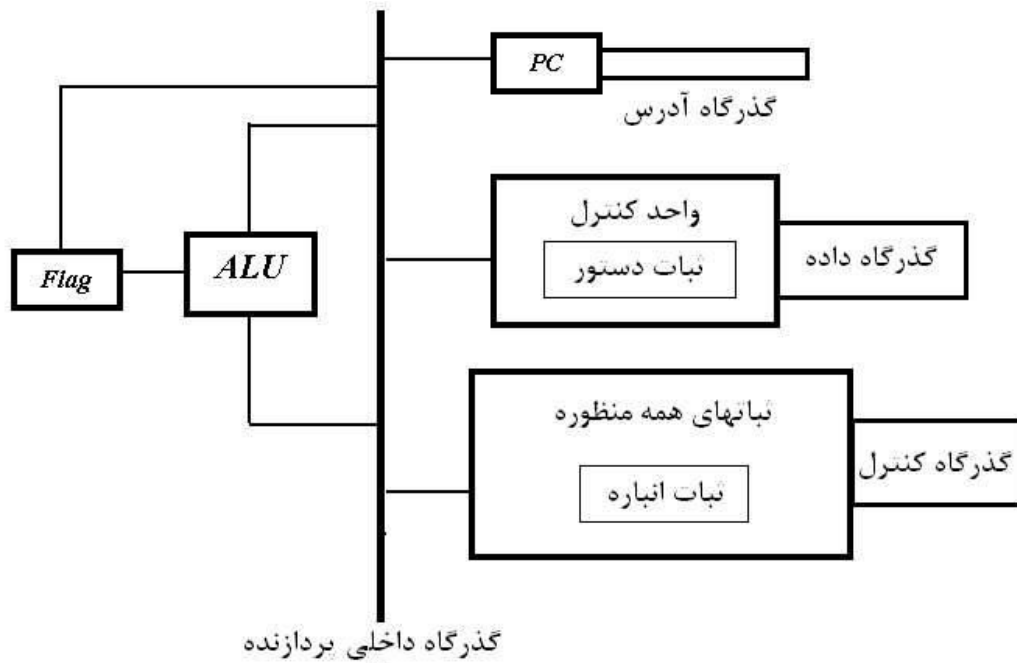 PC
گذرگاه آدرس
واحد کنترل
ثبات دستور
گذرگاه داده
Flag
ALU
ثباتهای همه منظوره
ثبات انباره
گذرگاه کنترل
گذرگاه داخلی بردازنده